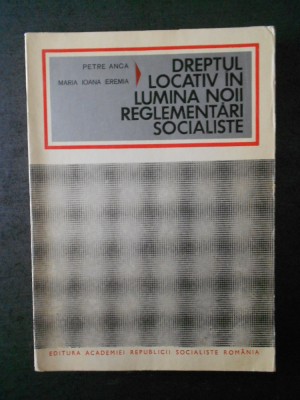 PETRE ANCA
MARIA IOANA EREMIA
DREPTUL
LOCATIV ÎN
LUMINA NOII
REGLEMENTĂRI
SOCIALISTE
EDITURA ACADEMIEI REPUBLICII SOCIALISTE ROMÂNIA